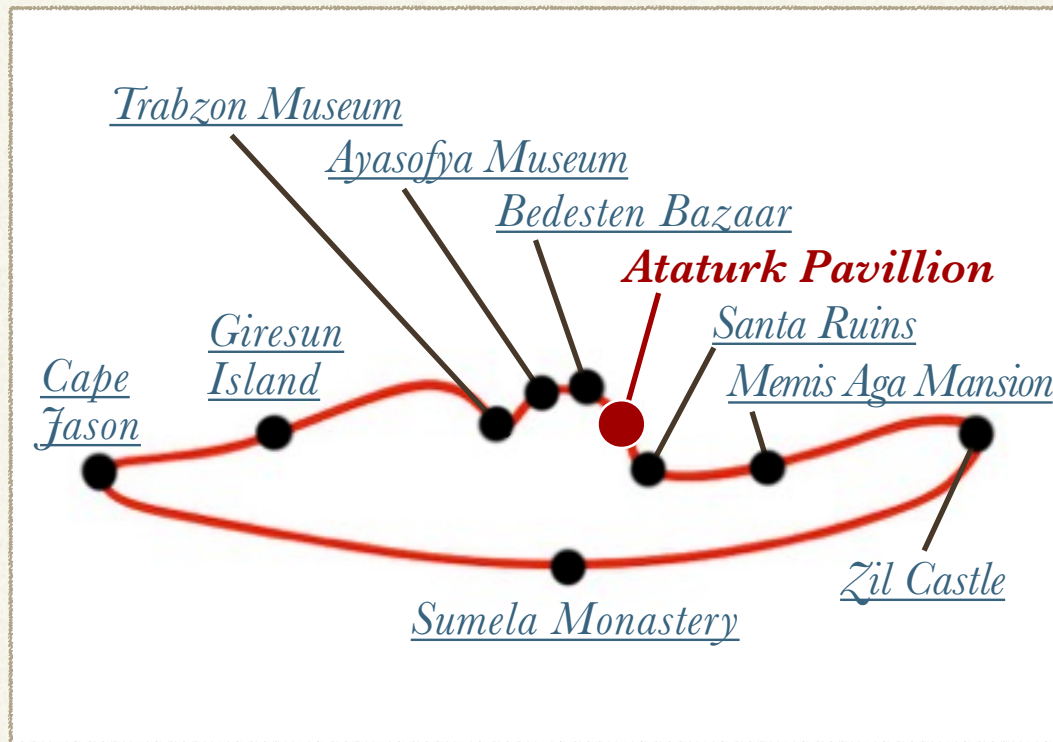 Trabzon Museum
Ayasofya Museum
Bedesten Bazaar
Ataturk Pavillion
Santa Ruins
Giresun
Island
Memis Aga Mansion
Cape
Jason
Zil Castle
Sumela Monastery